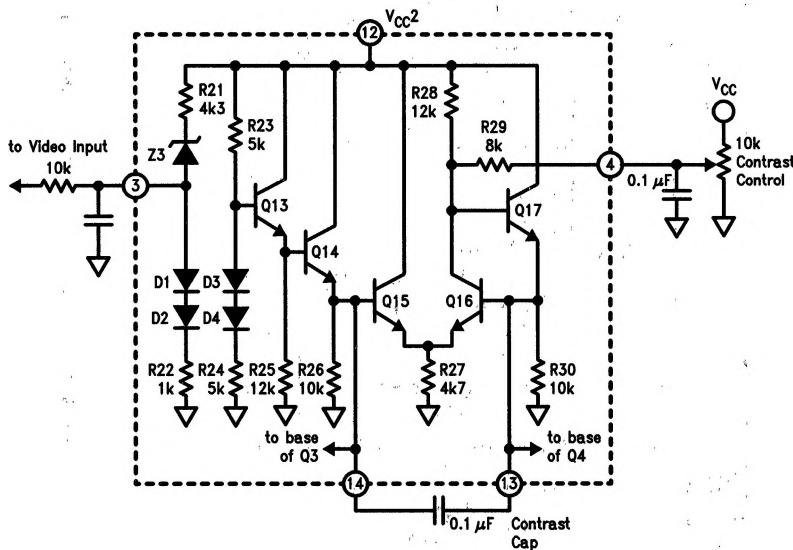 VCC2
12
R21
4k3
R23
5k
R28
12k
R29
8k
VCC
to Video Input
10k
Z3
3
4
10k
Contrast
Control
0.1 μF
Q13
Q14
Q17
D1
D3
D2
D4
Q15
Q16
R22
1k
R24
5k
R25
12k
R26
10k
R27
4k7
R30
10k
to base
of Q3
to base
of Q4
14
13
0.1 μF
Contrast
Cap